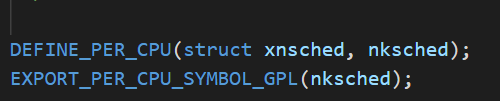 DEFINE_PER_CPU(struct xnsched, nksched);
EXPORT_PER_CPU_SYMBOL_GPL(nksched);